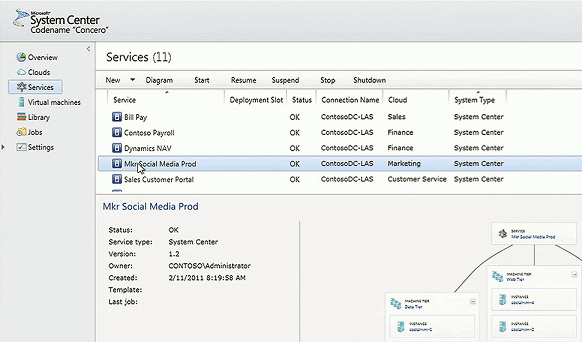 Microsoft
System Center
Codename "Concero"
Overview
Clouds
Services
Virtual machines
Library
Jobs
Settings
Services (11)
New Diagram Start Resume Suspend Stop Shutdown
Service Deployment Slot Status Connection Name Cloud System Type
Bill Pay OK ContosoDC-LAS Sales System Center
Contoso Payroll OK ContosoDC-LAS Finance System Center
Dynamics NAV OK ContosoDC-LAS Finance System Center
Mkr Social Media Prod OK ContosoDC-LAS Marketing System Center
Sales Customer Portal OK ContosoDC-LAS Customer Service System Center
Mkr Social Media Prod
Status: OK
Service type: System Center
Version: 1.2
Owner: CONTOSO\Administrator
Created: 2/11/2011 8:19:58 AM
Template:
Last job:
SERVICE
Mkr Social Media Prod
MACHINE TIER
Web Tier
INSTANCE
INSTANCE
MACHINE TIER
Data Tier
INSTANCE